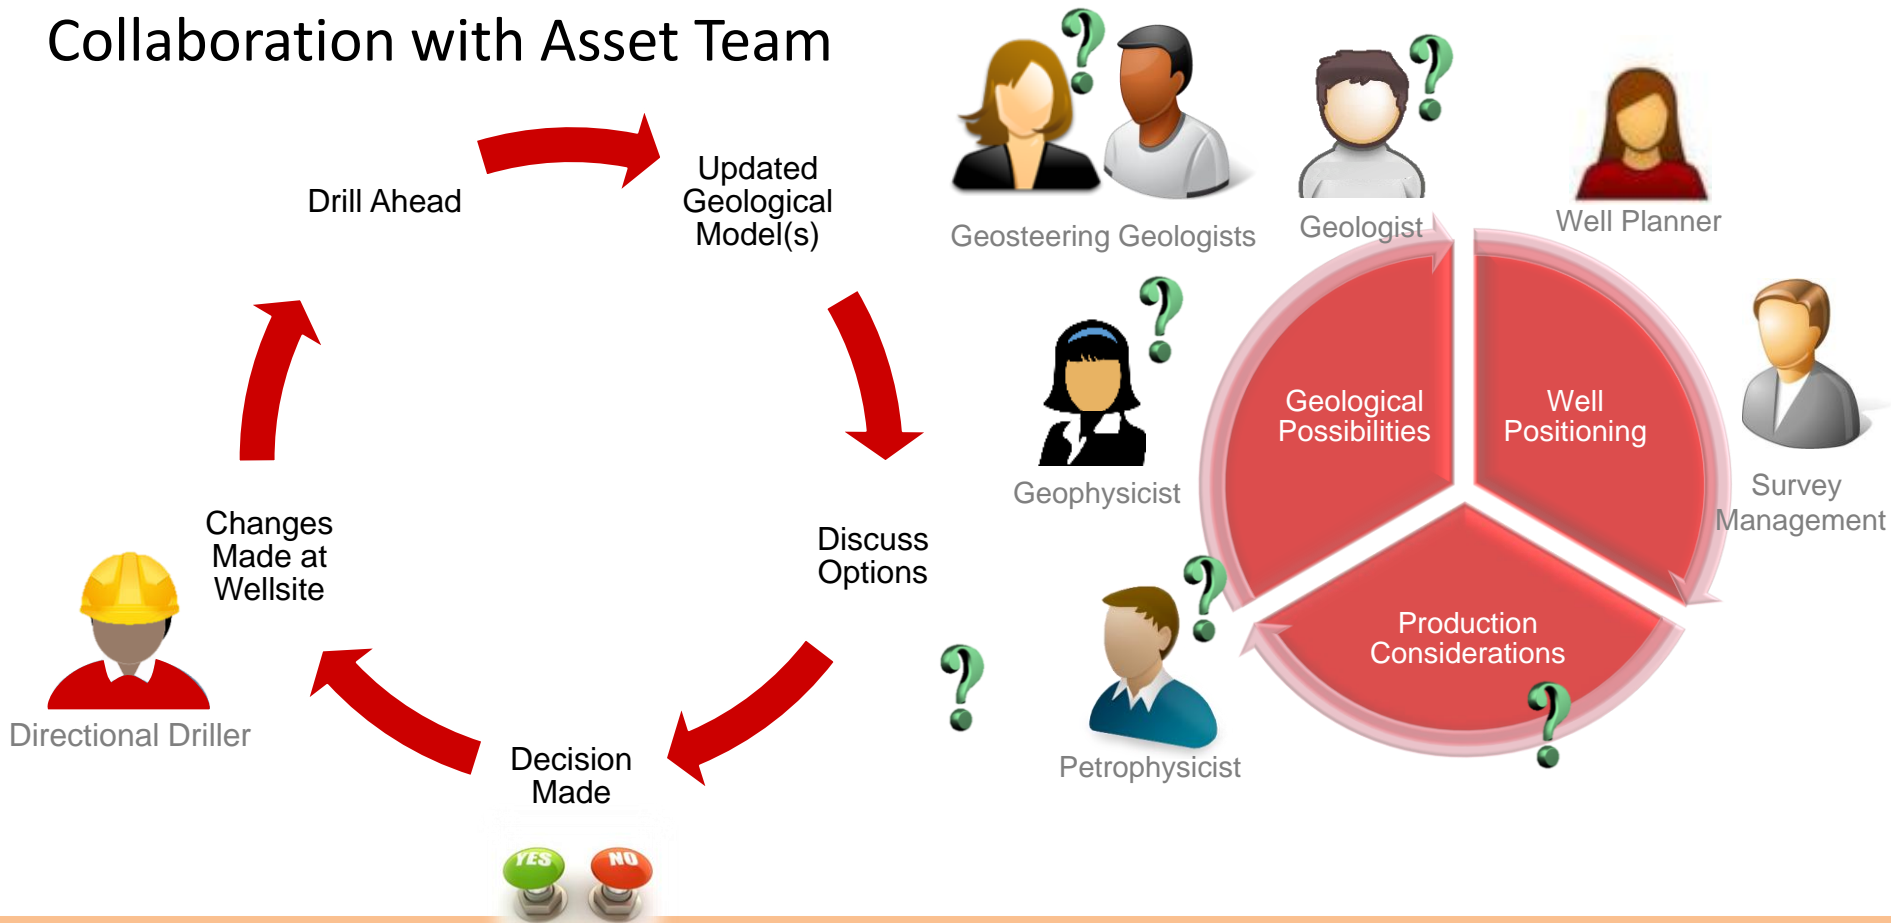 Collaboration with Asset Team
Drill Ahead
Updated
Geological
Model(s)
Discuss
Options
Decision
Made
YES
NO
Changes
Made at
Wellsite
Directional Driller
Geosteering Geologists
Geologist
Well Planner
Geophysicist
Survey
Management
Petrophysicist
Geological
Possibilities
Well
Positioning
Production
Considerations